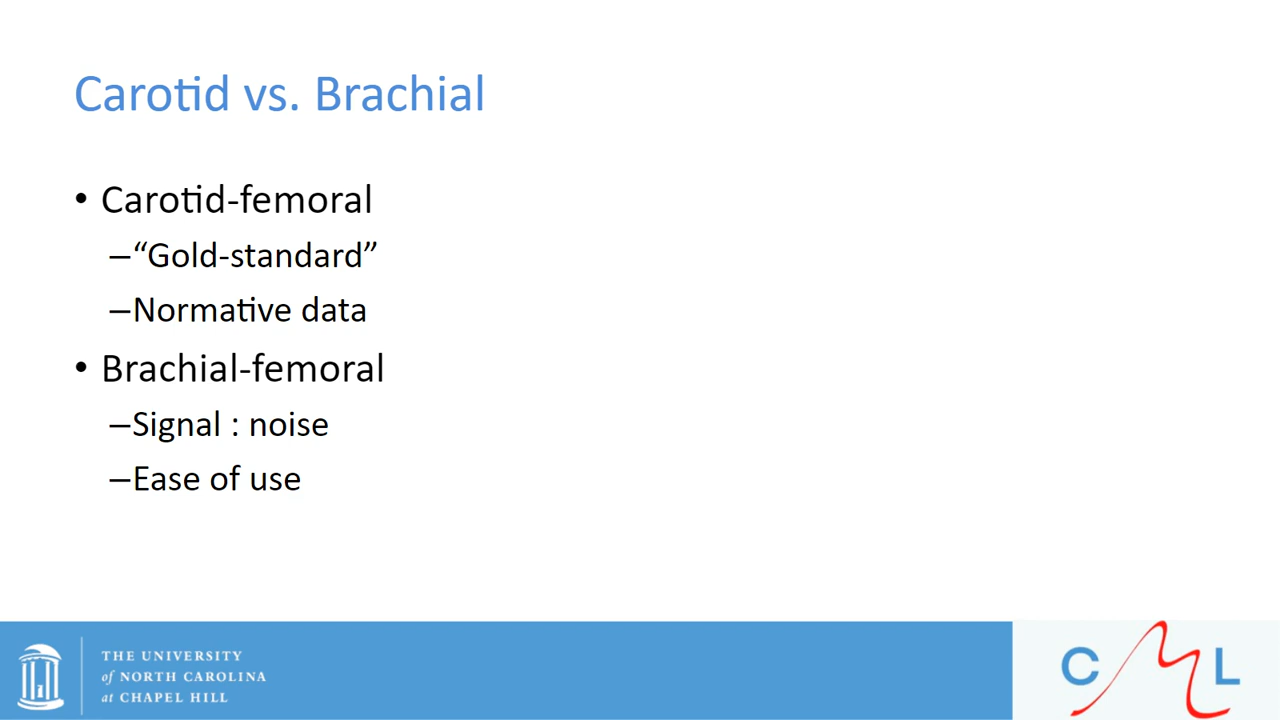 Carotid vs. Brachial
• Carotid-femoral
–“Gold-standard”
–Normative data
• Brachial-femoral
–Signal : noise
–Ease of use
THE UNIVERSITY
of NORTH CAROLINA
at CHAPEL HILL
C M L